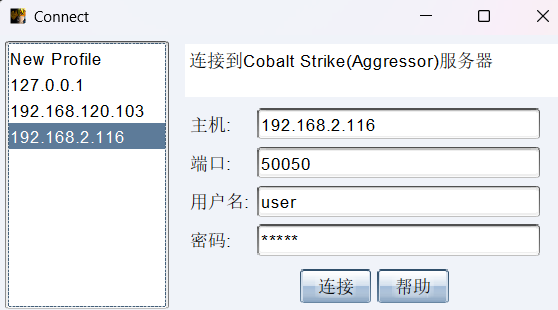 Connect
New Profile
127.0.0.1
192.168.120.103
192.168.2.116
连接到Cobalt Strike(Aggressor)服务器
主机: 192.168.2.116
端口: 50050
用户名: user
密码: *****
连接 帮助